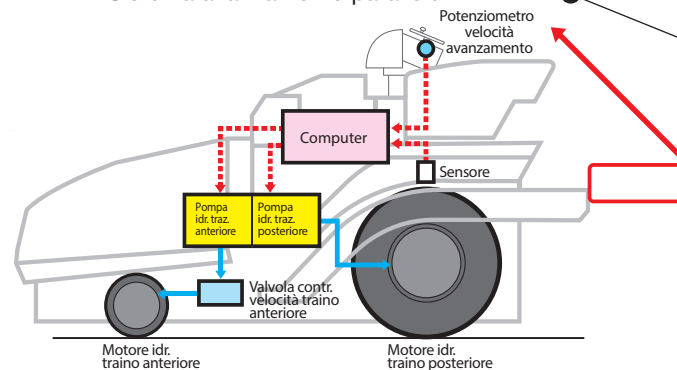 Potenziometro
velocità
avanzamento
Computer
Sensore
Pompa
idr. traz.
anteriore
Pompa
idr. traz.
posteriore
Valvola contr.
velocità traino
anteriore
Motore idr.
traino anteriore
Motore idr.
traino posteriore